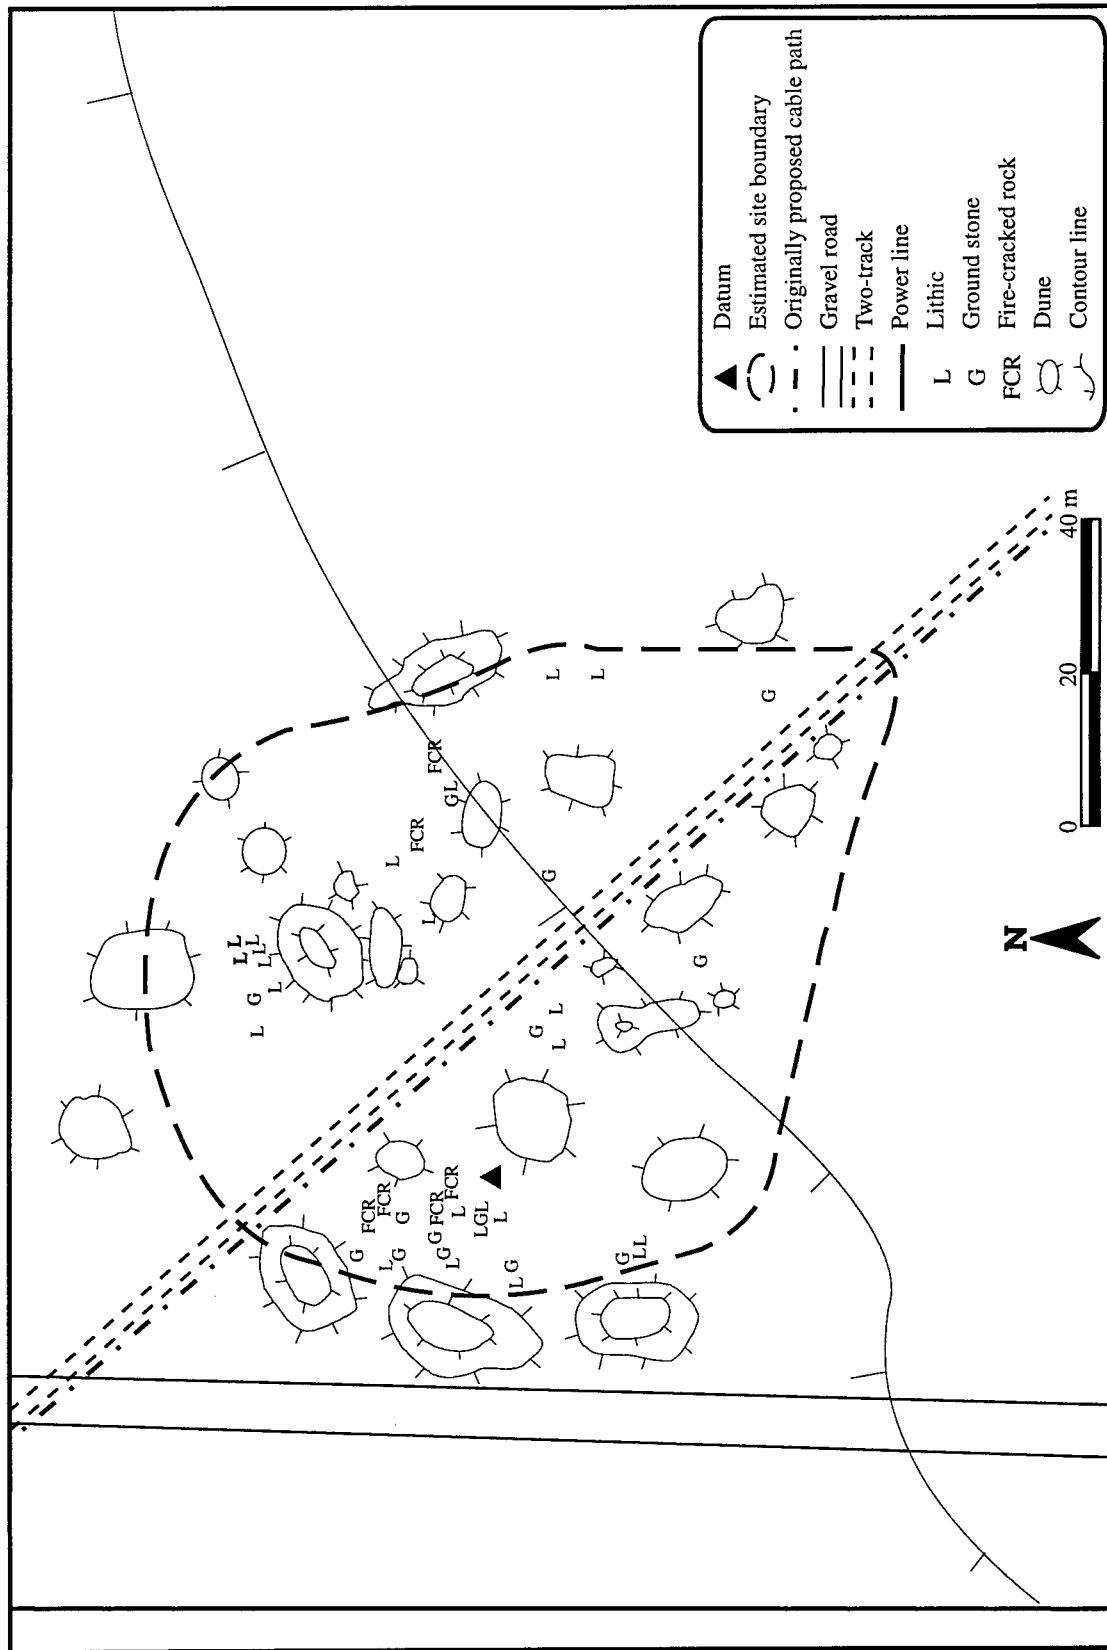 L L
L G L L L
L
G FCR
FCR
L G G
L
FCR
L
FCR
G FCR
L G
GL
FCR
L
LGL
L
L G
G
L
L
G
L
L
G
LL
G
G
N
0 20 40 m
Datum
Estimated site boundary
Originally proposed cable path
Gravel road
Two-track
Power line
L Lithic
G Ground stone
FCR Fire-cracked rock
Dune
Contour line